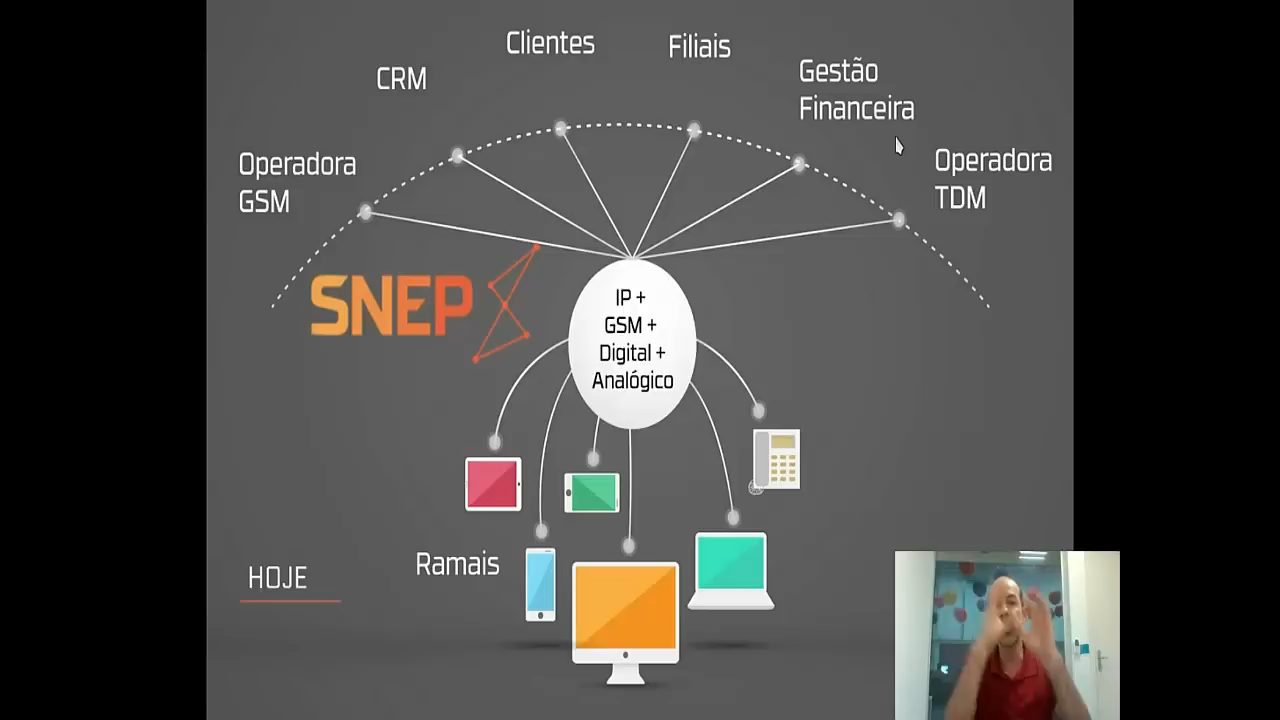 Clientes
Filiais
CRM
Gestão
Financeira
Operadora
GSM
Operadora
TDM
SNEP
IP +
GSM +
Digital +
Analógico
Ramais
HOJE